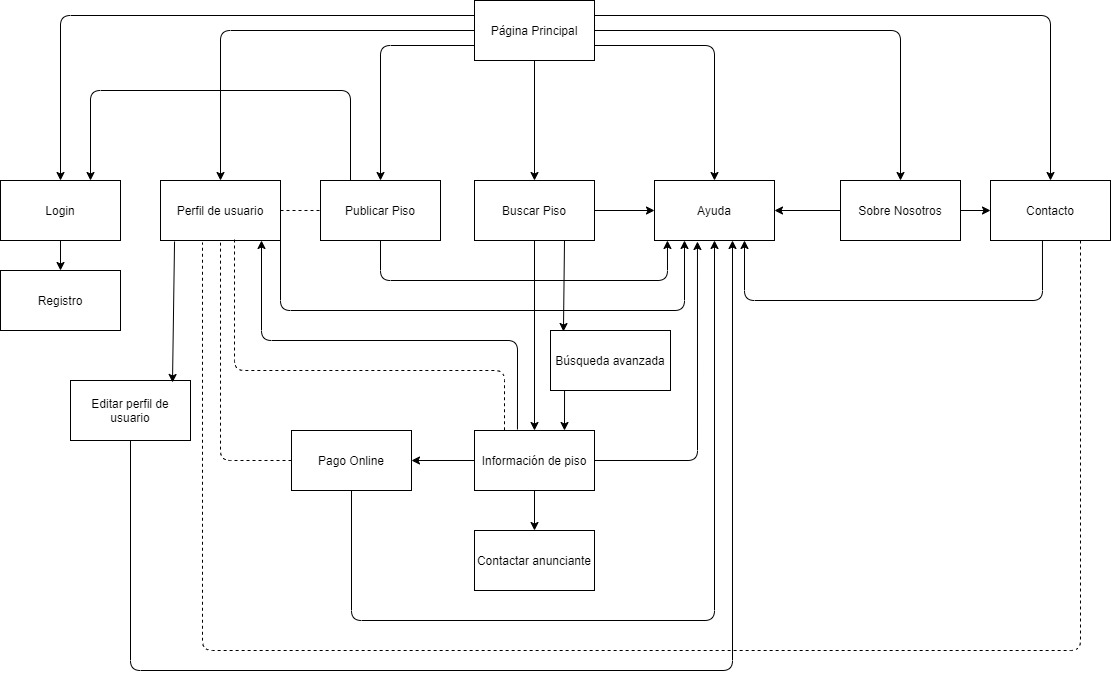 Página Principal
Login
Perfil de usuario
Publicar Piso
Buscar Piso
Ayuda
Sobre Nosotros
Contacto
Registro
Búsqueda avanzada
Editar perfil de
usuario
Pago Online
Información de piso
Contactar anunciante